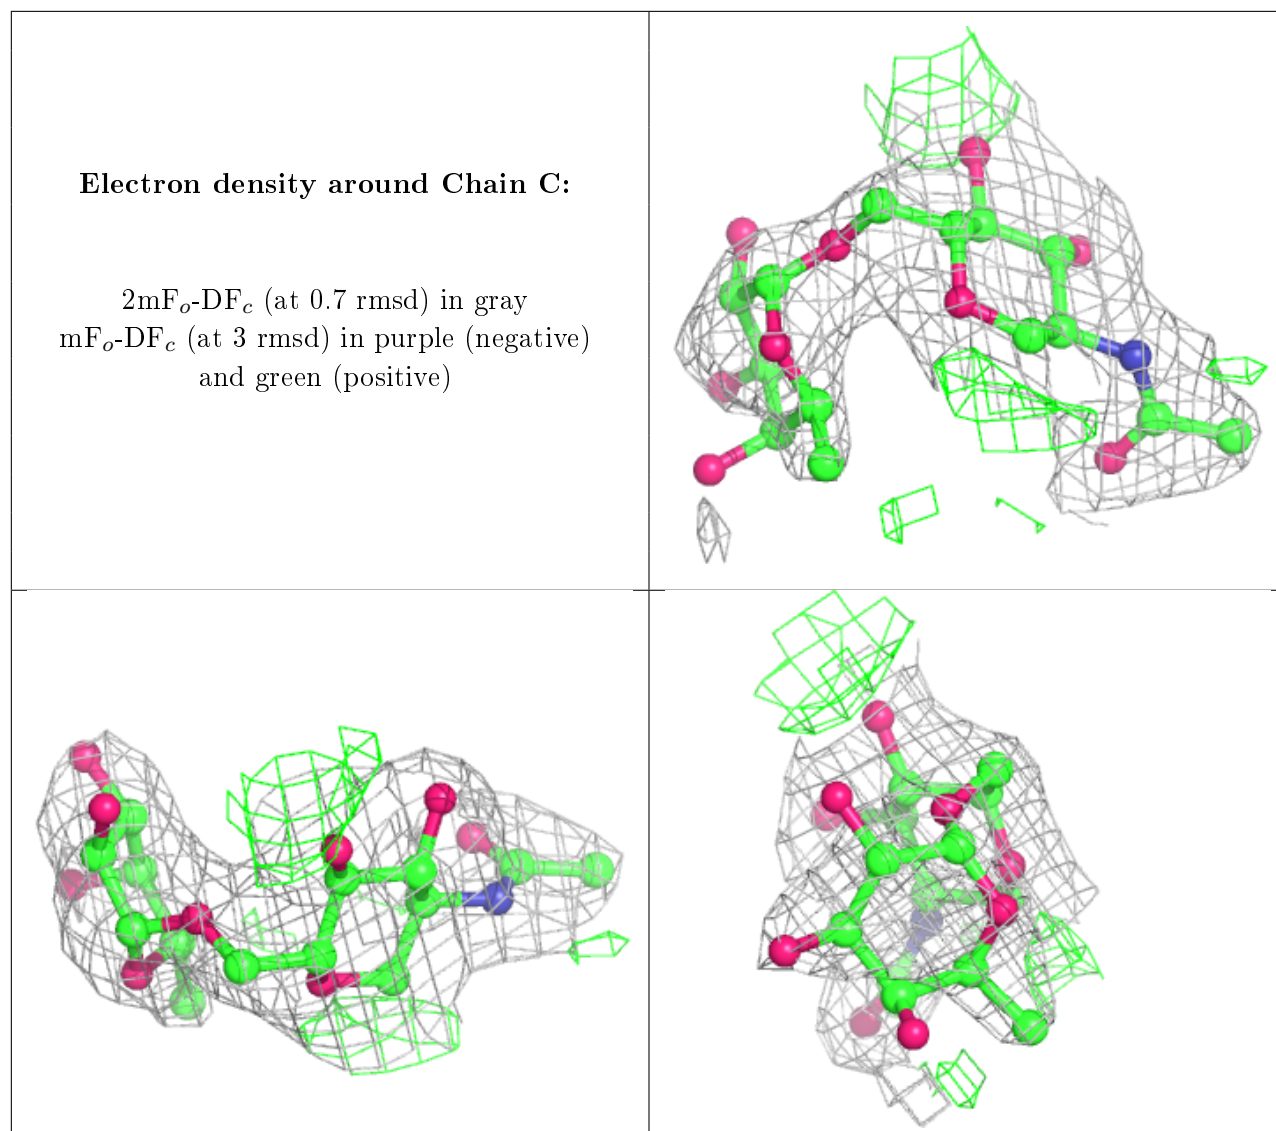 Electron density around Chain C:
2mFₒ-DF𝒸 (at 0.7 rmsd) in gray
mFₒ-DF𝒸 (at 3 rmsd) in purple (negative)
and green (positive)